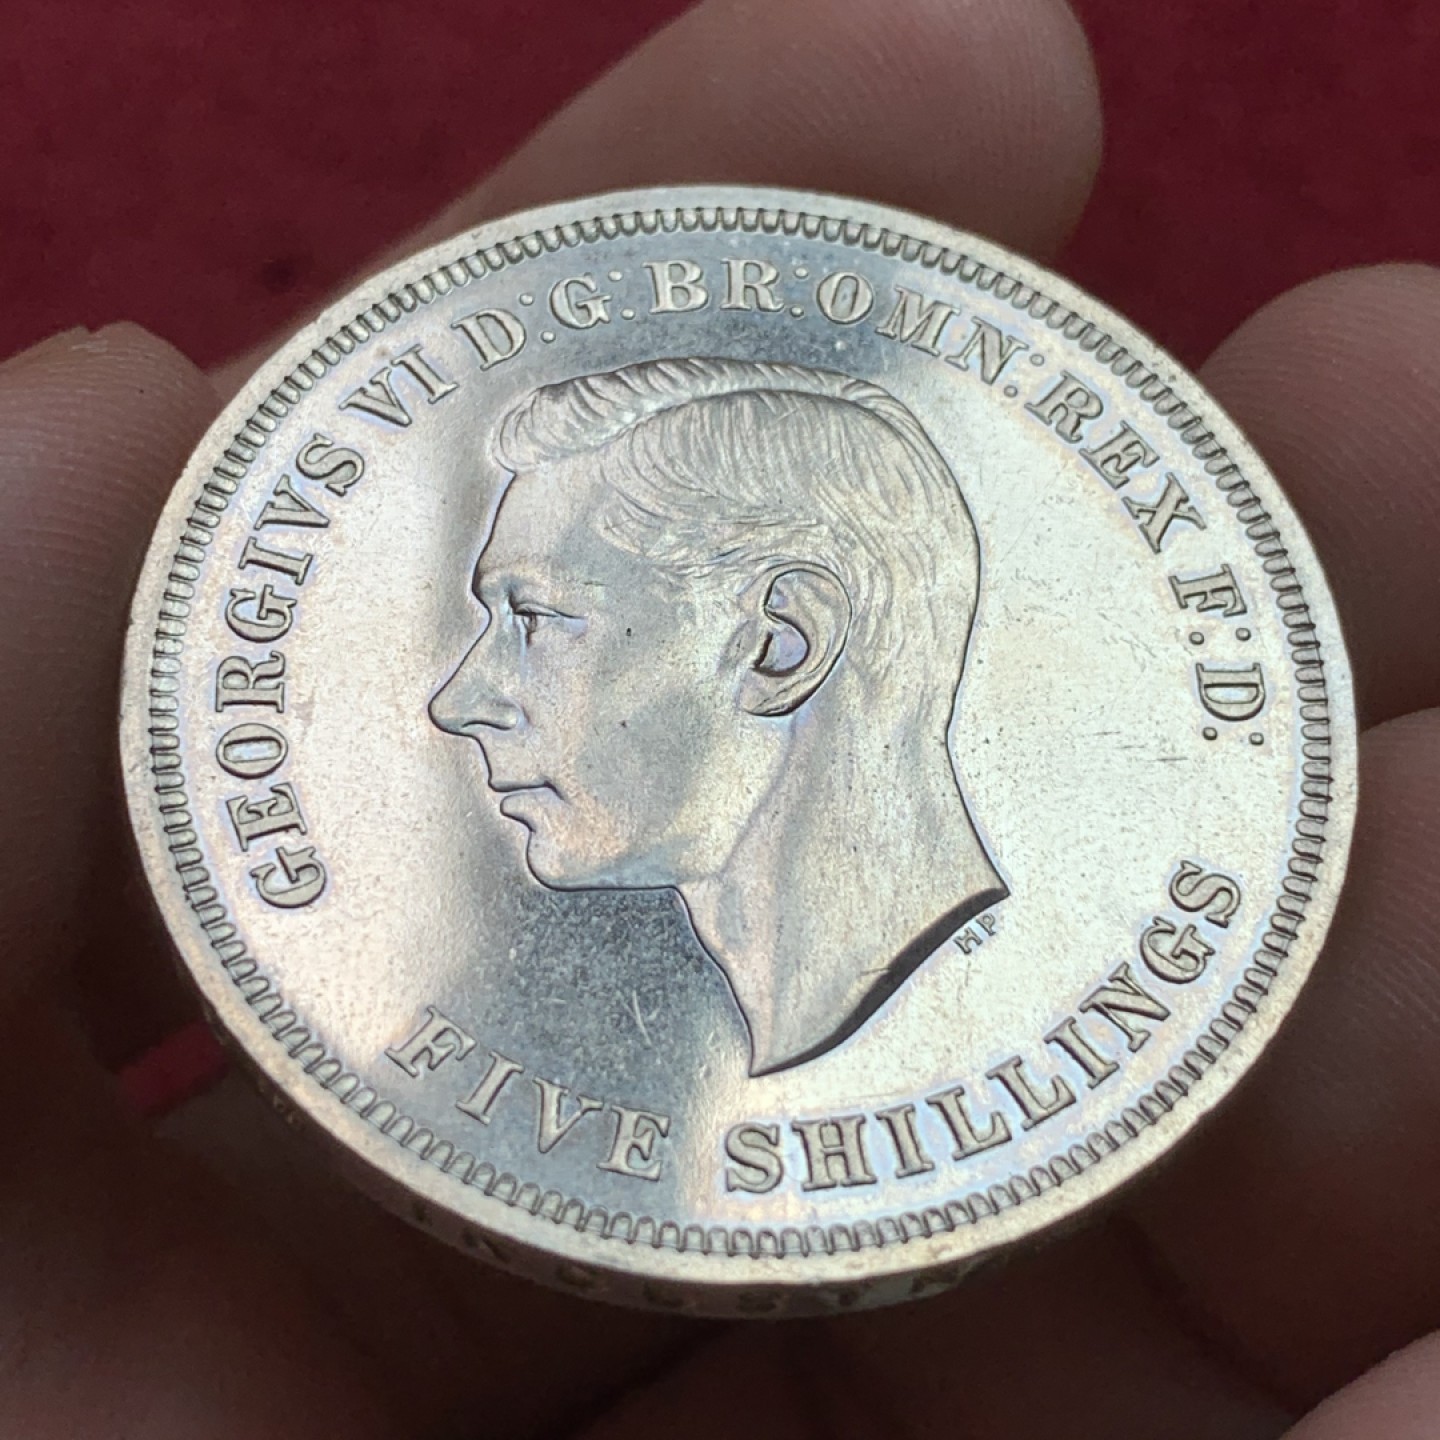 GEORGIVS VI D:G:BR:OMN:REX F:D:
HP
FIVE SHILLINGS